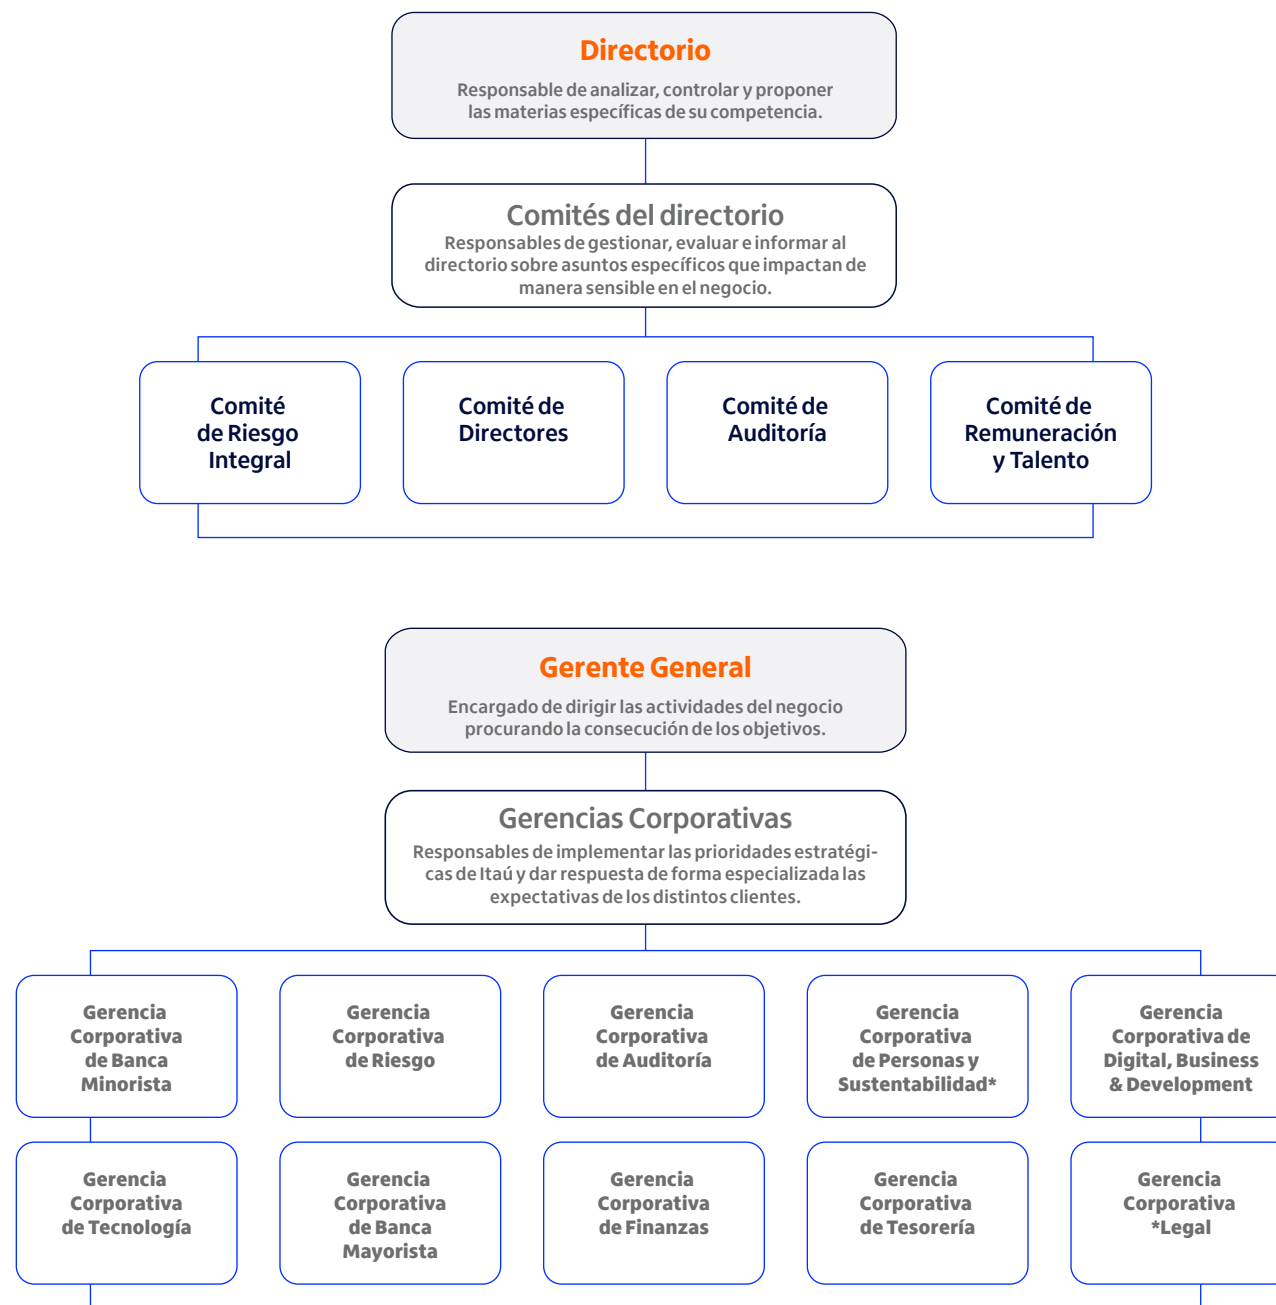 Directorio
Responsable de analizar, controlar y proponer
las materias específicas de su competencia.
Comités del directorio
Responsables de gestionar, evaluar e informar al
directorio sobre asuntos específicos que impactan de
manera sensible en el negocio.
Comité
de Riesgo
Integral
Comité de
Directores
Comité de
Auditoría
Comité de
Remuneración
y Talento
Gerente General
Encargado de dirigir las actividades del negocio
procurando la consecución de los objetivos.
Gerencias Corporativas
Responsables de implementar las prioridades estratégi-
cas de Itaú y dar respuesta de forma especializada las
expectativas de los distintos clientes.
Gerencia
Corporativa
de Banca
Minorista
Gerencia
Corporativa
de Riesgo
Gerencia
Corporativa
de Auditoría
Gerencia
Corporativa
de Personas y
Sustentabilidad*
Gerencia
Corporativa de
Digital, Business
& Development
Gerencia
Corporativa
de Tecnología
Gerencia
Corporativa
de Banca
Mayorista
Gerencia
Corporativa
de Finanzas
Gerencia
Corporativa
de Tesorería
Gerencia
Corporativa
*Legal